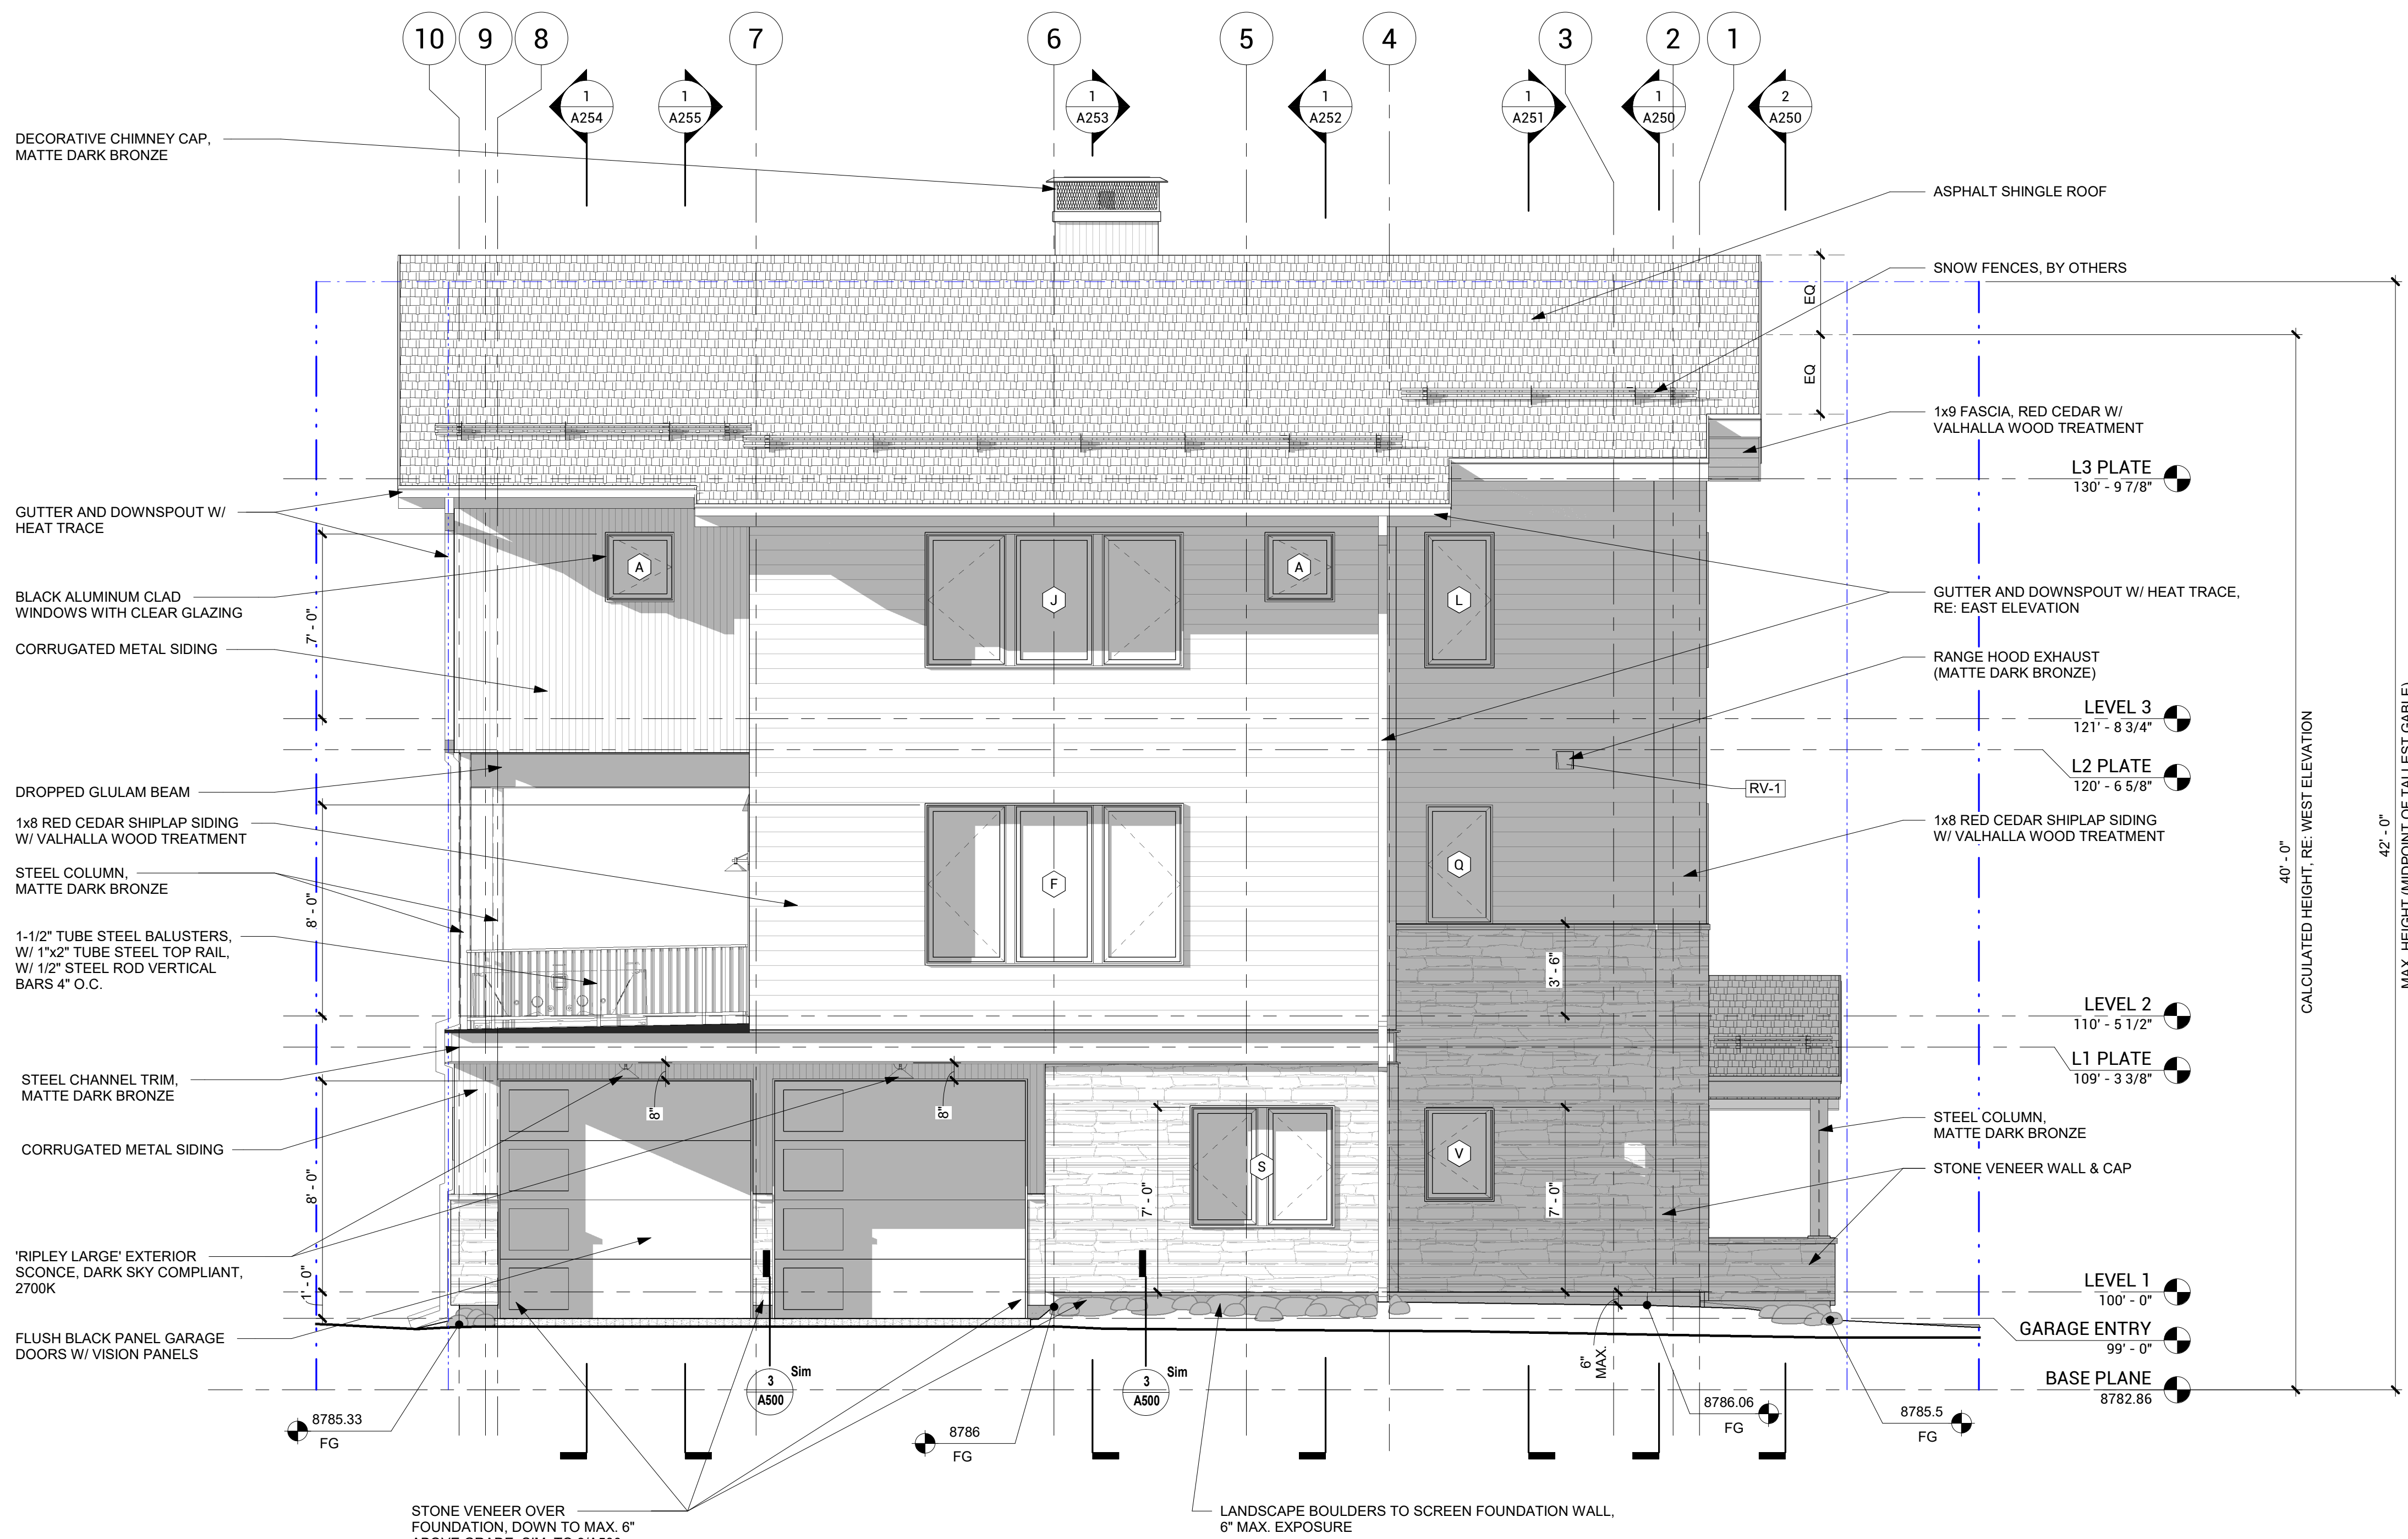 10
9
8
7
6
5
4
3
2
1
1
A254
1
A255
1
A253
1
A252
1
A251
1
A250
2
A250
DECORATIVE CHIMNEY CAP,
MATTE DARK BRONZE
GUTTER AND DOWNSPOUT W/
HEAT TRACE
BLACK ALUMINUM CLAD
WINDOWS WITH CLEAR GLAZING
CORRUGATED METAL SIDING
DROPPED GLULAM BEAM
1x8 RED CEDAR SHIPLAP SIDING
W/ VALHALLA WOOD TREATMENT
STEEL COLUMN,
MATTE DARK BRONZE
1-1/2" TUBE STEEL BALUSTERS,
W/ 1"x2" TUBE STEEL TOP RAIL,
W/ 1/2" STEEL ROD VERTICAL
BARS 4" O.C.
STEEL CHANNEL TRIM,
MATTE DARK BRONZE
CORRUGATED METAL SIDING
'RIPLEY LARGE' EXTERIOR
SCONCE, DARK SKY COMPLIANT,
2700K
FLUSH BLACK PANEL GARAGE
DOORS W/ VISION PANELS
7' - 0"
8' - 0"
8' - 0"
1' - 0"
A
J
A
L
F
Q
S
V
8"
8"
7' - 0"
3' - 6"
7' - 0"
6"
MAX.
RV-1
EQ
EQ
ASPHALT SHINGLE ROOF
SNOW FENCES, BY OTHERS
1x9 FASCIA, RED CEDAR W/
VALHALLA WOOD TREATMENT
L3 PLATE
130' - 9 7/8"
GUTTER AND DOWNSPOUT W/ HEAT TRACE,
RE: EAST ELEVATION
RANGE HOOD EXHAUST
(MATTE DARK BRONZE)
LEVEL 3
121' - 8 3/4"
L2 PLATE
120' - 6 5/8"
1x8 RED CEDAR SHIPLAP SIDING
W/ VALHALLA WOOD TREATMENT
LEVEL 2
110' - 5 1/2"
L1 PLATE
109' - 3 3/8"
STEEL COLUMN,
MATTE DARK BRONZE
STONE VENEER WALL & CAP
LEVEL 1
100' - 0"
GARAGE ENTRY
99' - 0"
BASE PLANE
8782.86
40' - 0"
CALCULATED HEIGHT, RE: WEST ELEVATION
42' - 0"
MAX. HEIGHT (MIDPOINT OF TALLEST GABLE)
3
A500
Sim
3
A500
Sim
8785.33
FG
8786
FG
8786.06
FG
8785.5
FG
STONE VENEER OVER
FOUNDATION, DOWN TO MAX. 6"
LANDSCAPE BOULDERS TO SCREEN FOUNDATION WALL,
6" MAX. EXPOSURE